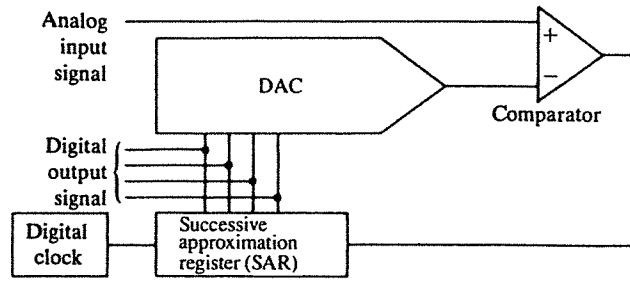 Analog
input
signal
+
DAC
−
Comparator
Digital
output
signal
Digital
clock
Successive
approximation
register (SAR)